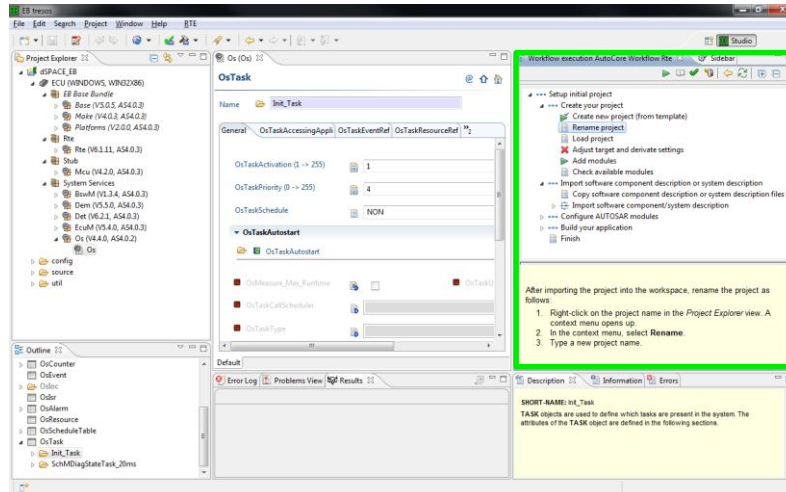 EB tresos
File Edit Search Project Window Help RTE
Studio
Project Explorer
dSPACE_EB
ECU (WINDOWS, WIN32X86)
EB Base Bundle
Base (V5.0.5, AS4.0.3)
Make (V4.0.3, AS4.0.3)
Platforms (V2.0.0, AS4.0.3)
Rte
Rte (V6.1.11, AS4.0.3)
Stub
Mcu (V4.2.0, AS4.0.3)
System Services
BswM (V1.3.4, AS4.0.3)
Dem (V5.5.0, AS4.0.3)
Det (V6.2.1, AS4.0.3)
EcuM (V5.4.0, AS4.0.3)
Os (V4.4.0, AS4.0.2)
Os
config
source
util
Outline
OsCounter
OsEvent
OsIoc
OsIsr
OsAlarm
OsResource
OsScheduleTable
OsTask
Init_Task
SchMDiagStateTask_20ms
Os (Os)
OsTask
Name Init_Task
General OsTaskAccessingAppli OsTaskEventRef OsTaskResourceRef »2
OsTaskActivation (1 -> 255) 1
OsTaskPriority (0 -> 255) 4
OsTaskSchedule NON
OsTaskAutostart
OsTaskAutostart
OsMeasure_Max_Runtime OsTaskU
OsTaskCallScheduler
OsTaskType
Default
Error Log Problems View Results
Workflow execution AutoCore Workflow Rte Sidebar
Setup initial project
Create your project
Create new project (from template)
Rename project
Load project
Adjust target and derivate settings
Add modules
Check available modules
Import software component description or system description
Copy software component description or system description files
Import software component/system description
Configure AUTOSAR modules
Build your application
Finish
After importing the project into the workspace, rename the project as
follows:
1. Right-click on the project name in the Project Explorer view. A
context menu opens up.
2. In the context menu, select Rename.
3. Type a new project name.
Description Information Errors
SHORT-NAME: Init_Task
TASK objects are used to define which tasks are present in the system. The
attributes of the TASK object are defined in the following sections.